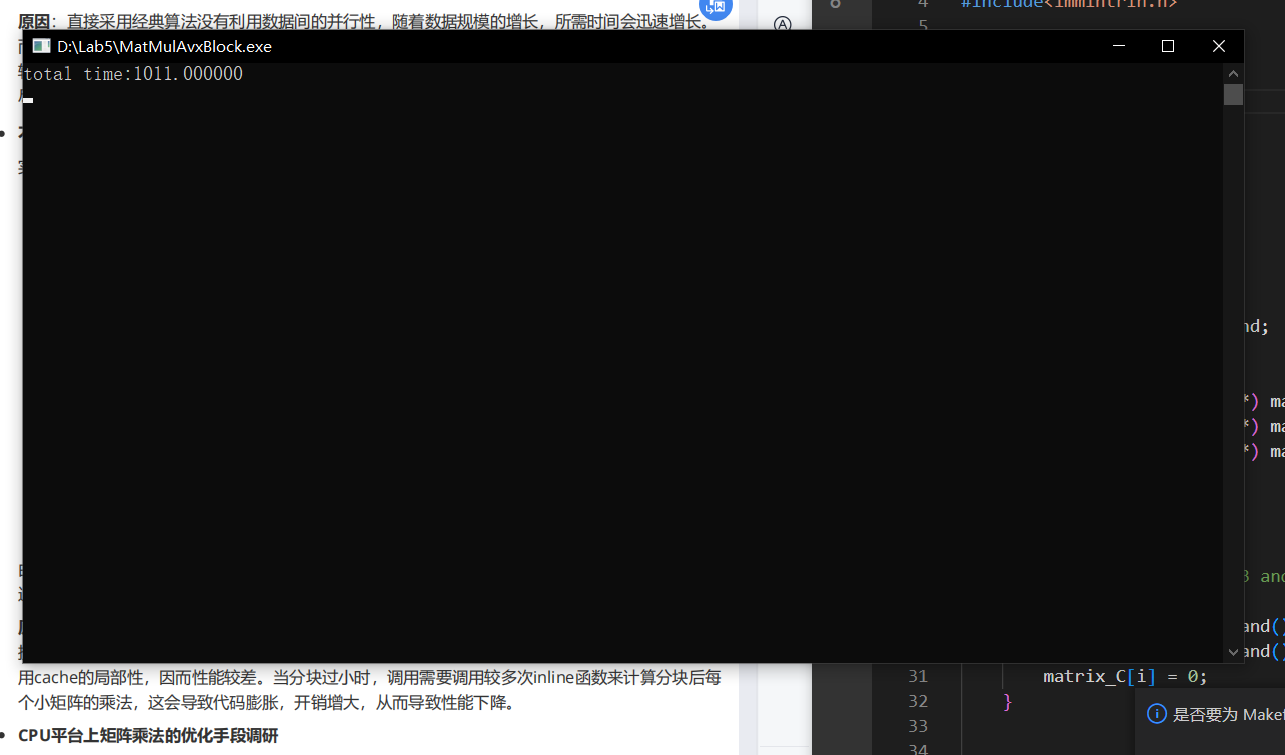 原因：直接采用经典算法没有利用数据间的并行性，随着数据规模的增长，所需时间会迅速增长。
D:\Lab5\MatMulAvxBlock.exe
total time:1011.000000
用cache的局部性，因而性能较差。当分块过小时，调用需要调用较多次inline函数来计算分块后每
个小矩阵的乘法，这会导致代码膨胀，开销增大，从而导致性能下降。
CPU平台上矩阵乘法的优化手段调研
A
6
4 #include<immintrin.h>
5
nd;
*) ma
*) ma
*) ma
3 and
and()
and()
31 matrix_C[i] = 0;
32 }
33
34
是否要为 Makef